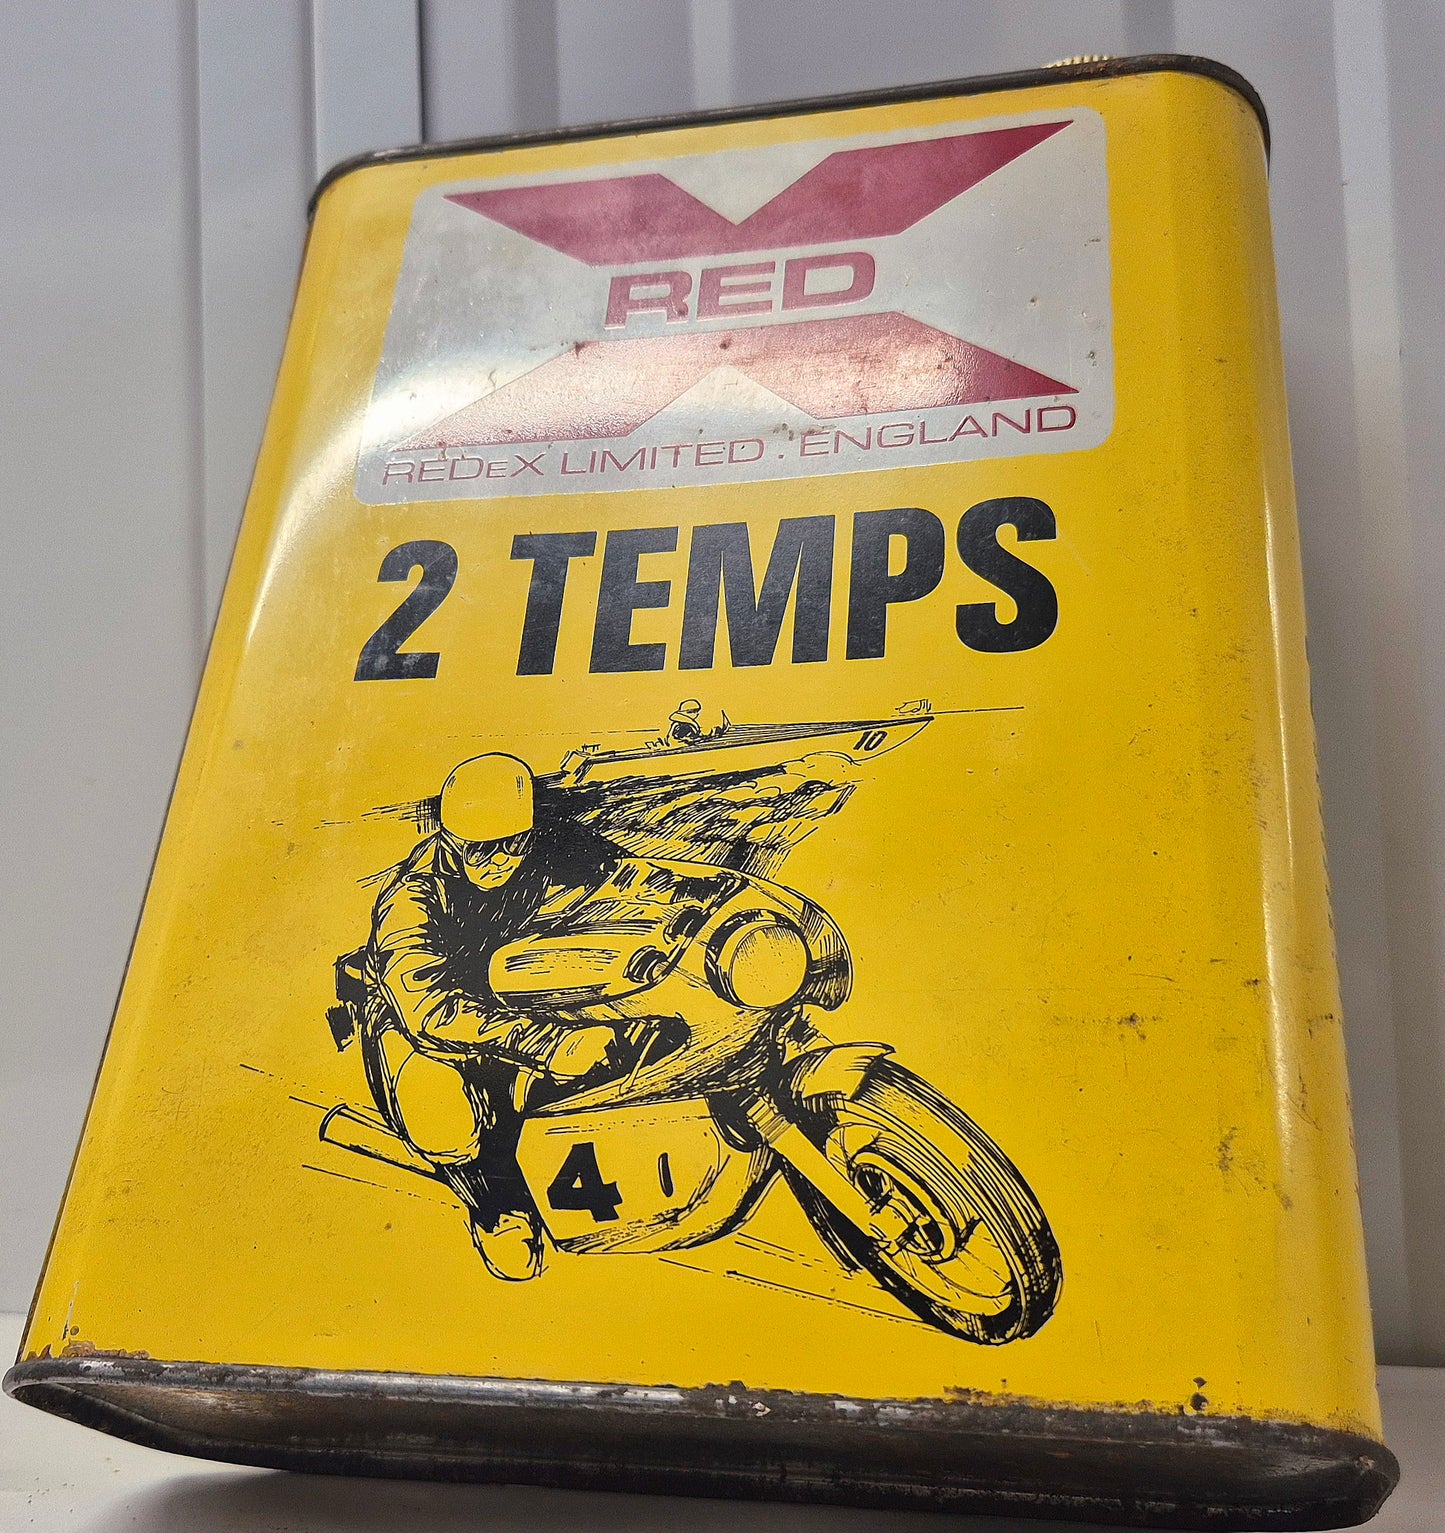 RED
REDeX LIMITED . ENGLAND
2 TEMPS
10
4